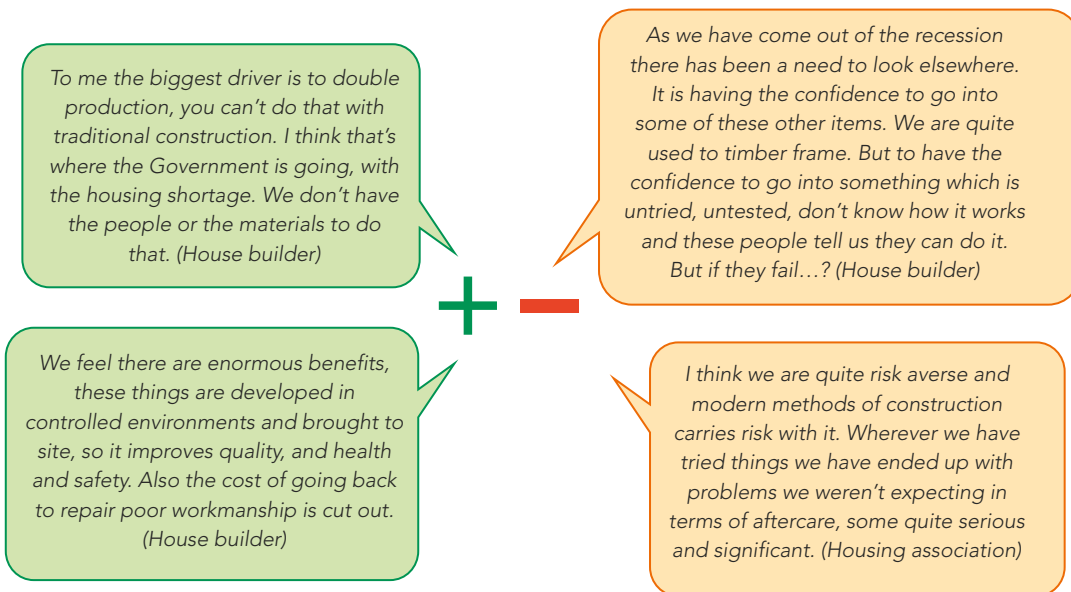 To me the biggest driver is to double
production, you can't do that with
traditional construction. I think that's
where the Government is going, with
the housing shortage. We don't have
the people or the materials to do
that. (House builder)
As we have come out of the recession
there has been a need to look elsewhere.
It is having the confidence to go into
some of these other items. We are quite
used to timber frame. But to have the
confidence to go into something which is
untried, untested, don't know how it works
and these people tell us they can do it.
But if they fail…? (House builder)
We feel there are enormous benefits,
these things are developed in
controlled environments and brought to
site, so it improves quality, and health
and safety. Also the cost of going back
to repair poor workmanship is cut out.
(House builder)
I think we are quite risk averse and
modern methods of construction
carries risk with it. Wherever we have
tried things we have ended up with
problems we weren't expecting in
terms of aftercare, some quite serious
and significant. (Housing association)